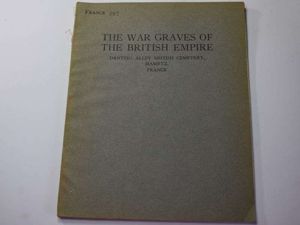 FRANCE
THE WAR GRAVES OF
THE BRITISH EMPIRE
DANTZIG ALLEY BRITISH CEMETERY,
MAMETZ,
FRANCE